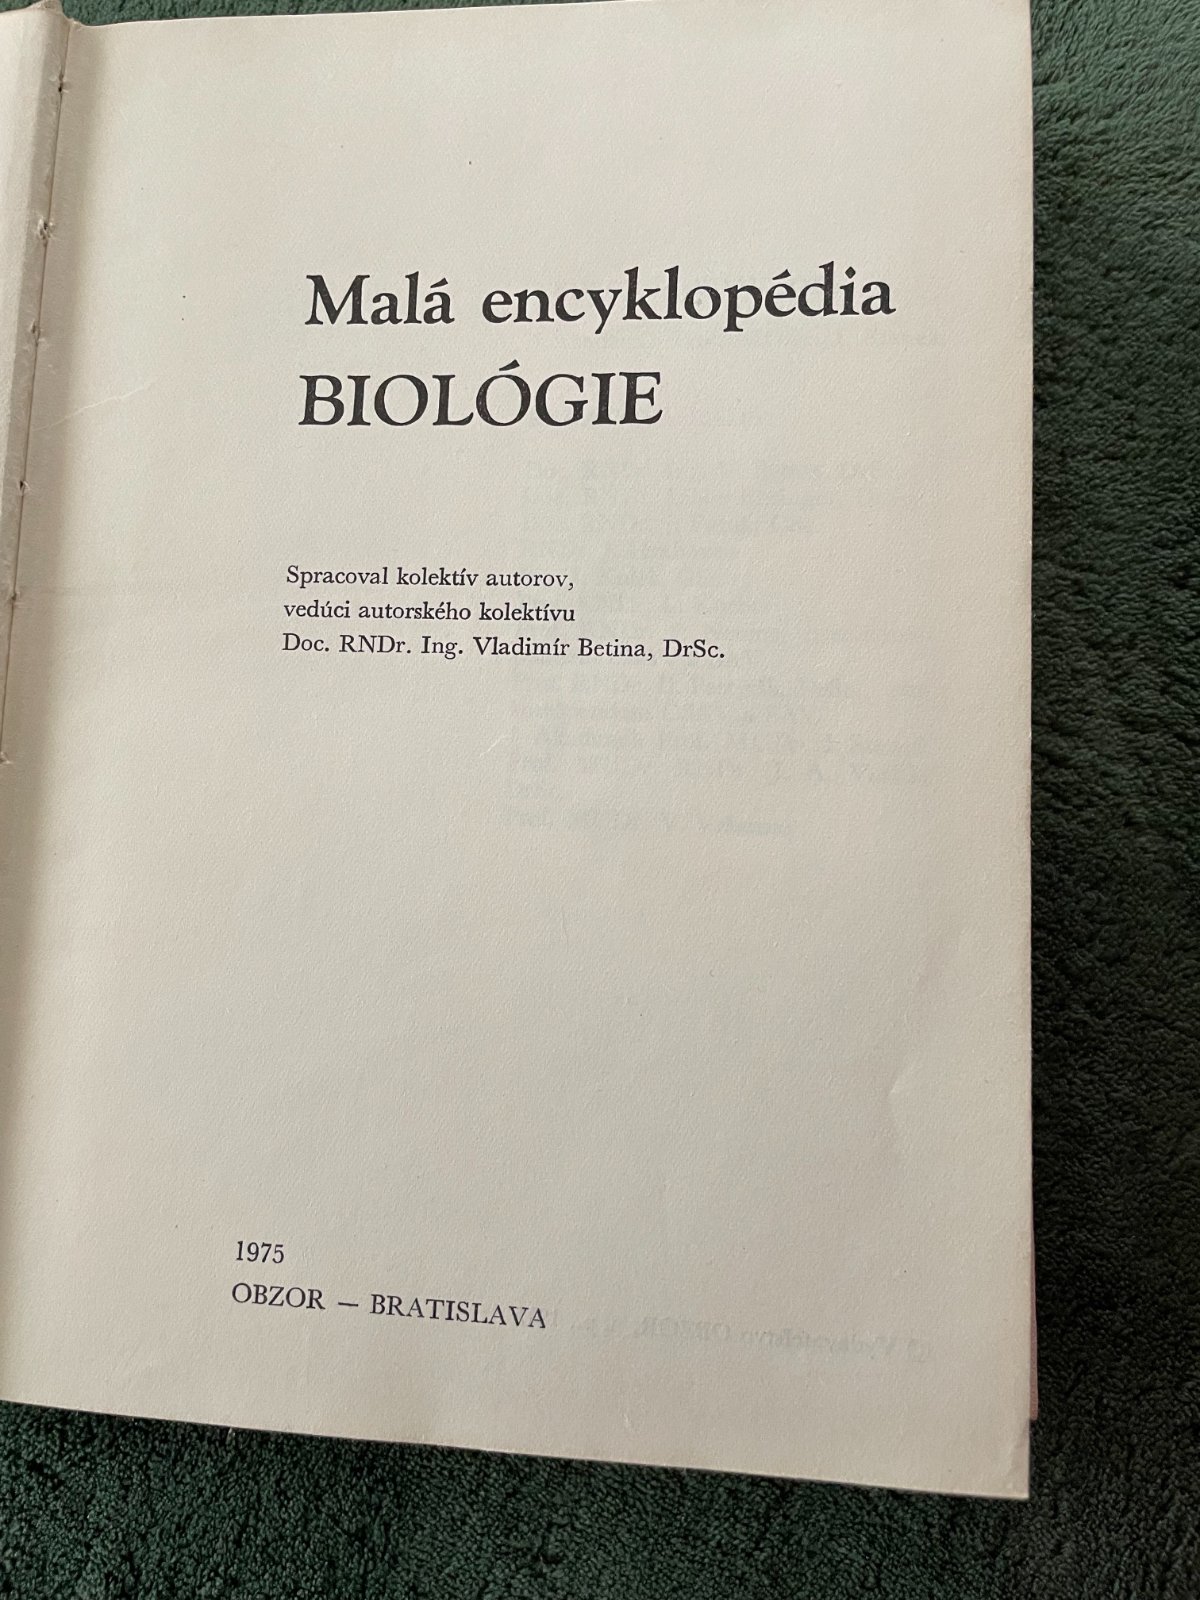 Malá encyklopédia
BIOLÓGIE
Spracoval kolektív autorov,
vedúci autorského kolektívu
Doc. RNDr. Ing. Vladimír Betina, DrSc.
1975
OBZOR — BRATISLAVA